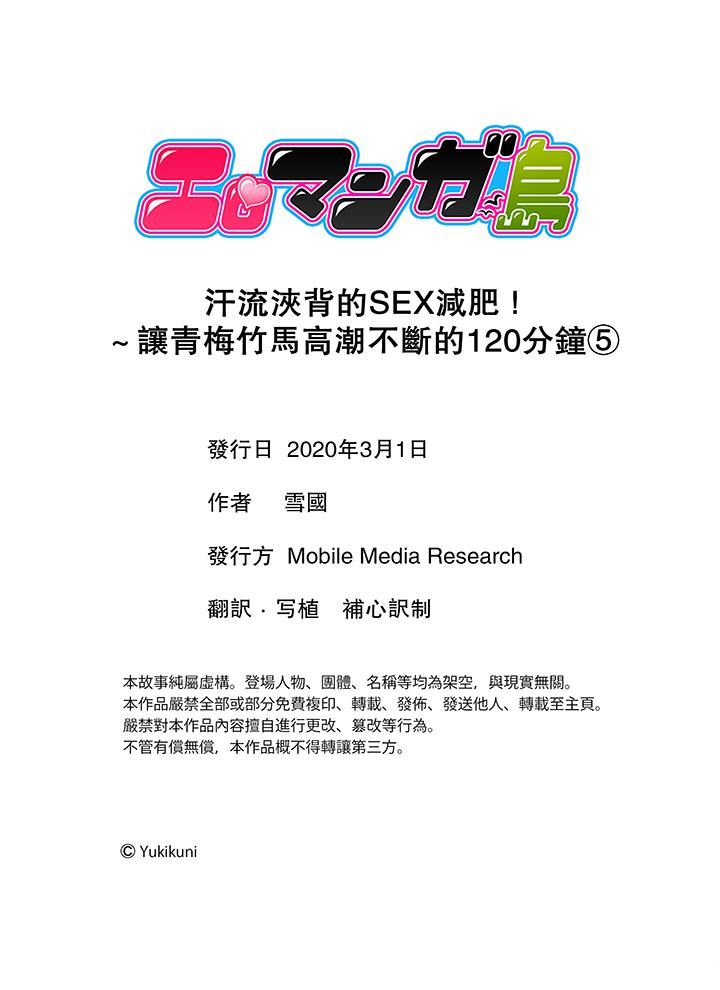 エロマンガ島
汗流浹背的SEX減肥！
~讓青梅竹馬高潮不斷的120分鐘⑤
發行日 2020年3月1日
作者 雪國
發行方 Mobile Media Research
翻訳・写植 補心訳制
本故事純屬虛構。登場人物、團體、名稱等均為架空，與現實無關。
本作品嚴禁全部或部分免費複印、轉載、發佈、發送他人、轉載至主頁。
嚴禁對本作品內容擅自進行更改、篡改等行為。
不管有償無償，本作品概不得轉讓第三方。
© Yukikuni